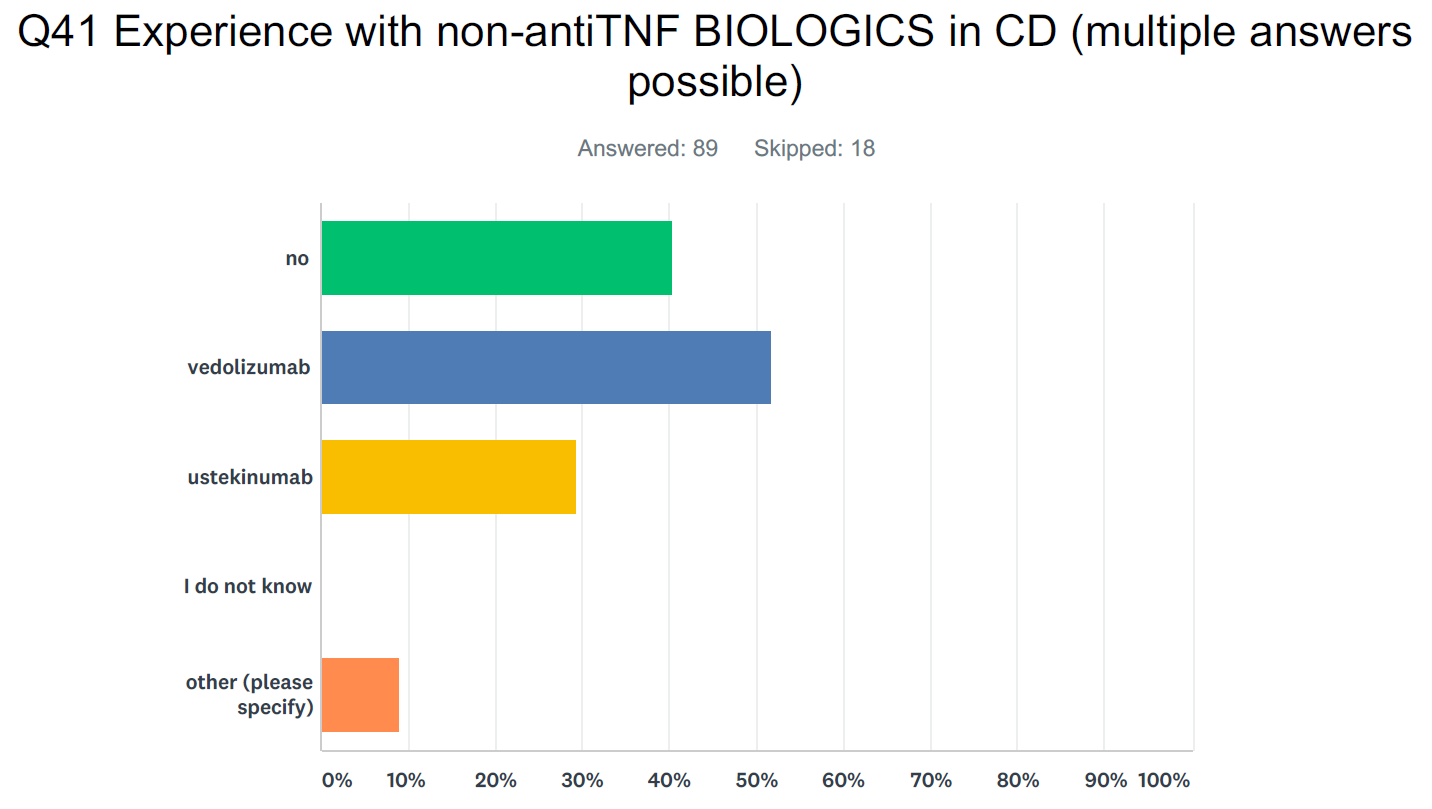 Q41 Experience with non-antiTNF BIOLOGICS in CD (multiple answers
possible)
Answered: 89 Skipped: 18
no
vedolizumab
ustekinumab
I do not know
other (please
specify)
0% 10% 20% 30% 40% 50% 60% 70% 80% 90% 100%